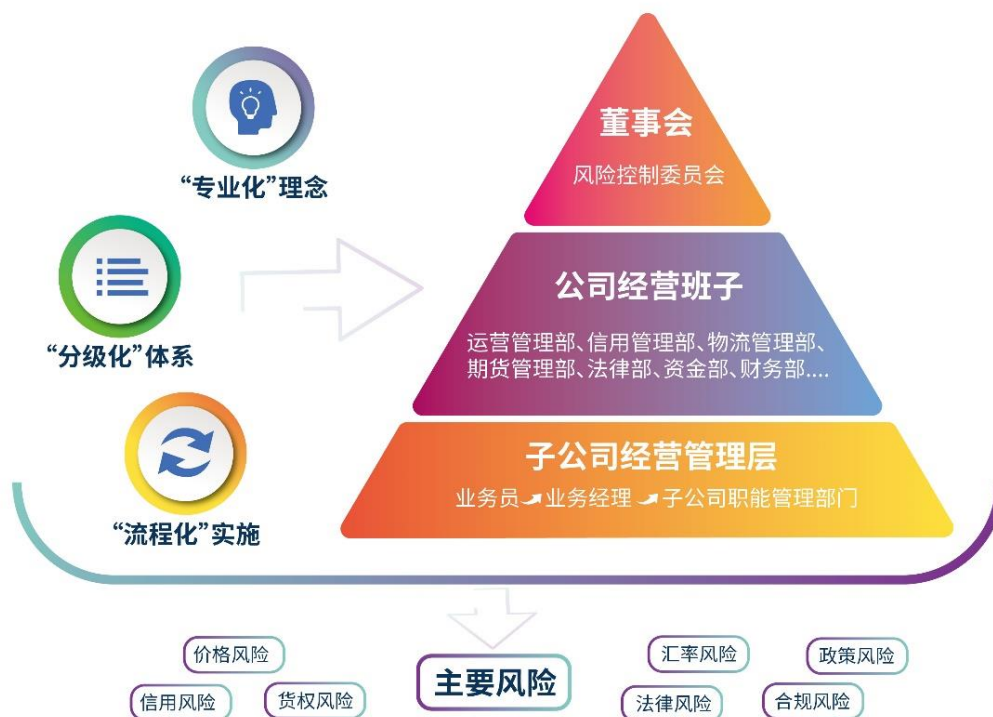 “专业化”理念
“分级化”体系
“流程化”实施
董事会
风险控制委员会
公司经营班子
运营管理部、信用管理部、物流管理部、
期货管理部、法律部、资金部、财务部....
子公司经营管理层
业务员➚业务经理➚子公司职能管理部门
主要风险
价格风险
信用风险
货权风险
汇率风险
政策风险
法律风险
合规风险